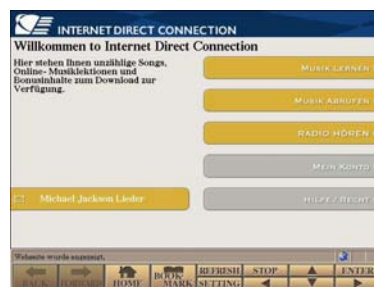 INTERNET DIRECT CONNECTION
Willkommen to Internet Direct Connection
Hier stehen Ihnen unzählige Songs,
Online- Musiklektionen und
Bonusinhalte zum Download zur
Verfügung.
MUSIK LERNEN
MUSIK ABRUFEN
RADIO HÖREN
MEIN KONTO
HILFE / RECHT
Michael Jackson Lieder
Webseite wurde angezeigt.
BACK FORWARD HOME BOOK MARK REFRESH SETTING STOP ENTER